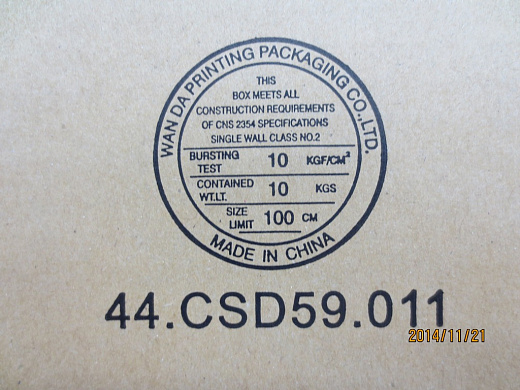 WAN DA PRINTING PACKAGING CO.,LTD.
THIS
BOX MEETS ALL
CONSTRUCTION REQUIREMENTS
OF CNS 2354 SPECIFICATIONS
SINGLE WALL CLASS NO.2
BURSTING TEST 10 KGF/CM²
CONTAINED WT.LT. 10 KGS
SIZE LIMIT 100 CM
MADE IN CHINA
44.CSD59.011
2014/11/21